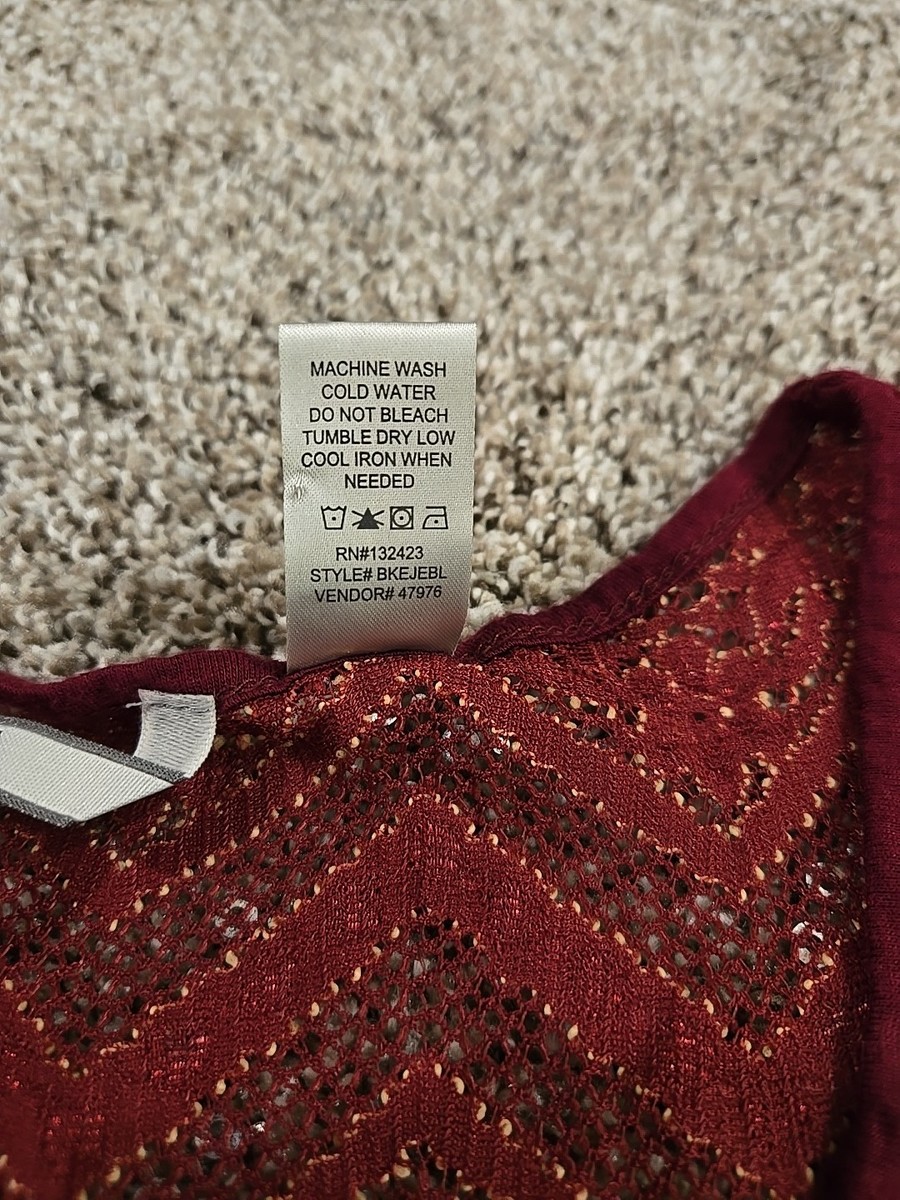 MACHINE WASH
COLD WATER
DO NOT BLEACH
TUMBLE DRY LOW
COOL IRON WHEN
NEEDED
RN#132423
STYLE# BKEJEBL
VENDOR# 47976